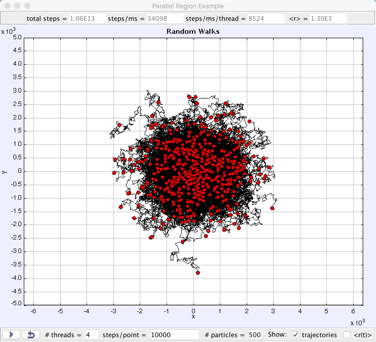 Parallel Region Example
total steps = 1.06E13 steps/ms = 34098 steps/ms/thread = 8524 <r> = 1.30E3
x 10³ Random Walks
5.0
4.5
4.0
3.5
3.0
2.5
2.0
1.5
1.0
0.5
0.0
y
-0.5
-1.0
-1.5
-2.0
-2.5
-3.0
-3.5
-4.0
-4.5
-5.0
-6 -5 -4 -3 -2 -1 0 1 2 3 4 5 6
x
x 10³
# threads = 4 steps/point = 10000 # particles = 500 Show: trajectories <r(t)>